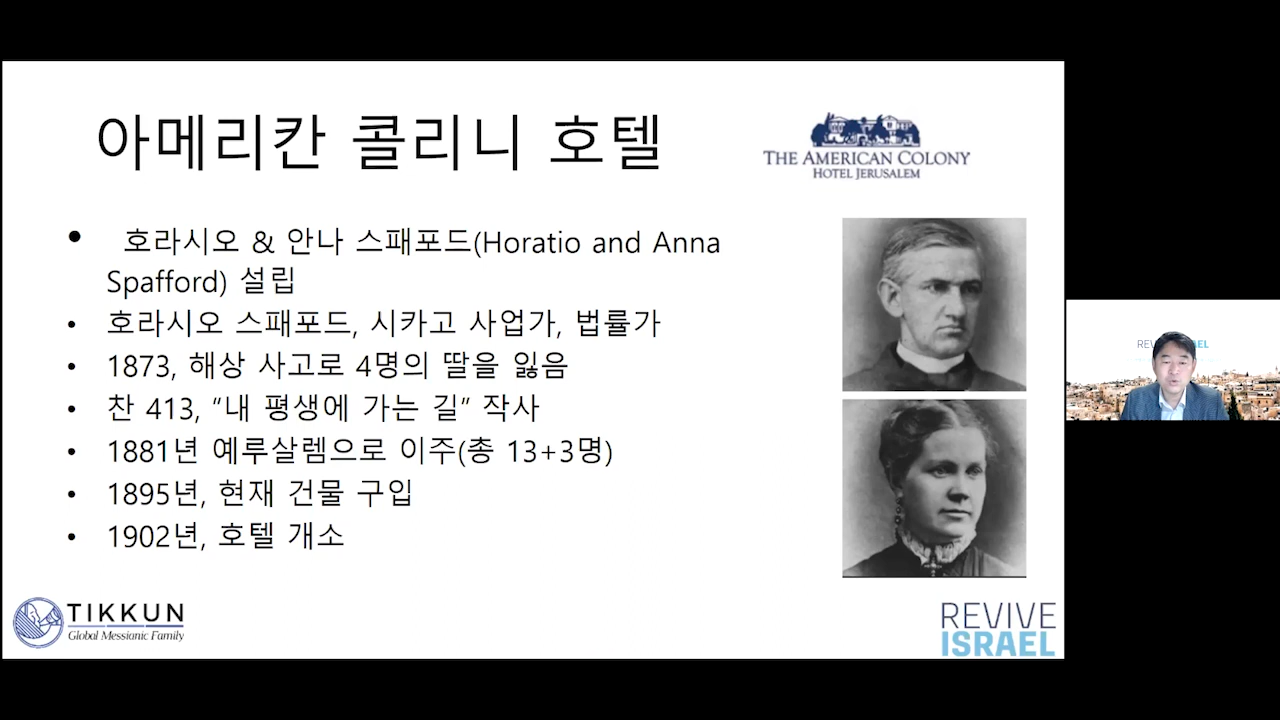 아메리칸 콜리니 호텔
THE AMERICAN COLONY
HOTEL JERUSALEM
• 호라시오 & 안나 스패포드(Horatio and Anna
Spafford) 설립
• 호라시오 스패포드, 시카고 사업가, 법률가
• 1873, 해상 사고로 4명의 딸을 잃음
• 찬 413, “내 평생에 가는 길” 작사
• 1881년 예루살렘으로 이주(총 13+3명)
• 1895년, 현재 건물 구입
• 1902년, 호텔 개소
TIKKUN
Global Messianic Family
REVIVE
ISRAEL